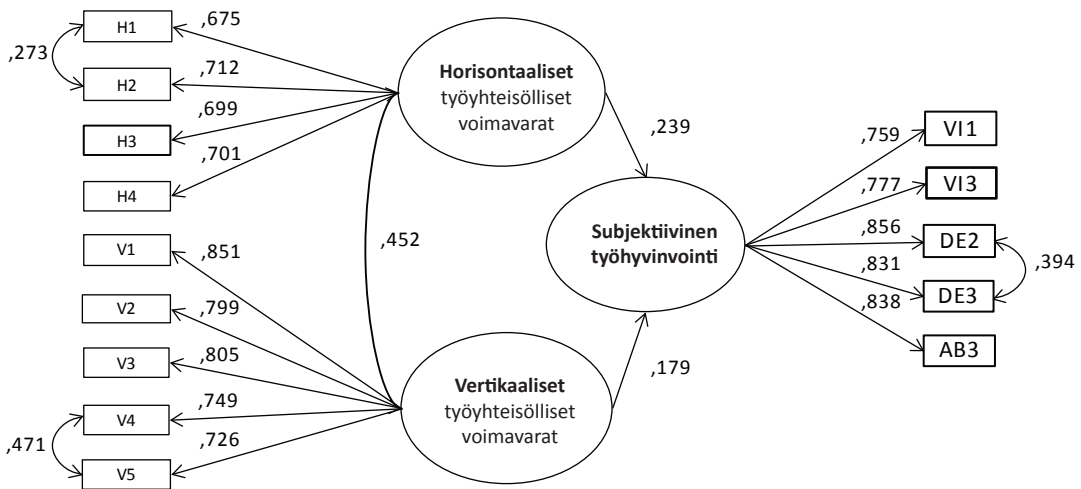 H1
,675
,273
H2
,712
H3
,699
H4
,701
Horisontaaliset
työyhteisölliset
voimavarat
,239
,452
V1
,851
V2
,799
V3
,805
V4
,749
V5
,726
,471
Vertikaaliset
työyhteisölliset
voimavarat
,179
Subjektiivinen
työhyvinvointi
VI1
,759
VI3
,777
DE2
,856
DE3
,831
,394
AB3
,838